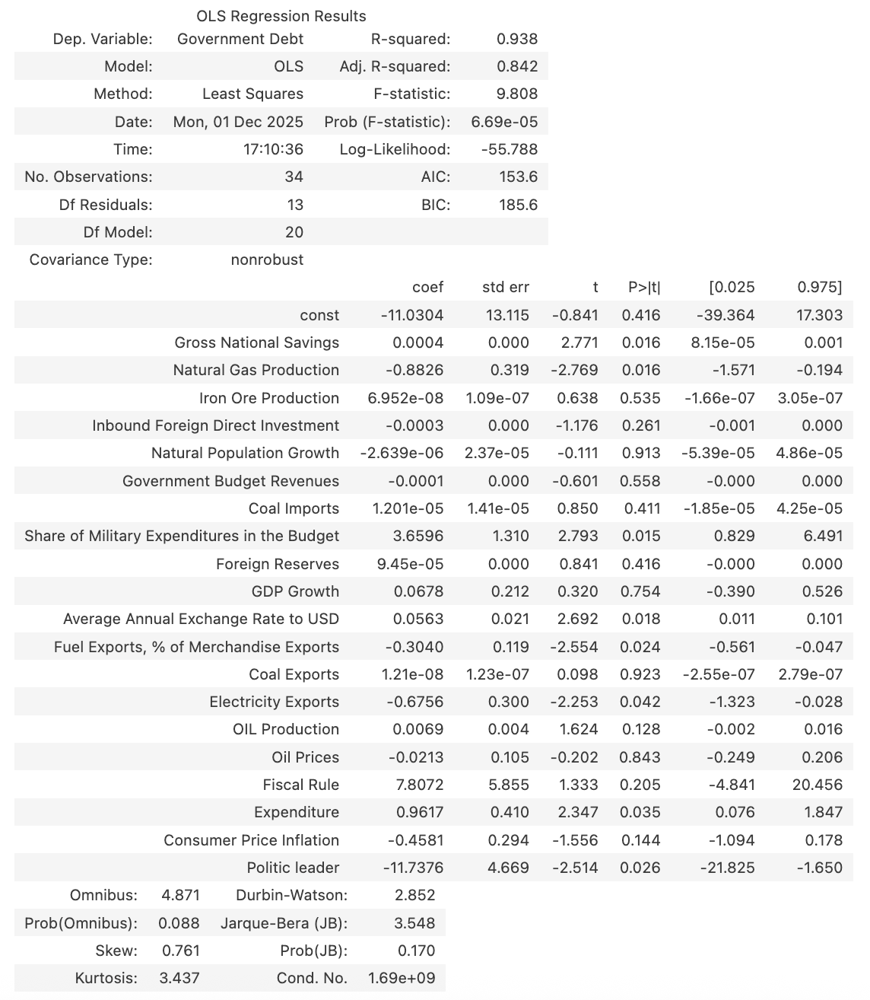 OLS Regression Results
Dep. Variable: Government Debt R-squared: 0.938
Model: OLS Adj. R-squared: 0.842
Method: Least Squares F-statistic: 9.808
Date: Mon, 01 Dec 2025 Prob (F-statistic): 6.69e-05
Time: 17:10:36 Log-Likelihood: -55.788
No. Observations: 34 AIC: 153.6
Df Residuals: 13 BIC: 185.6
Df Model: 20
Covariance Type: nonrobust
coef std err t P>|t| [0.025 0.975]
const -11.0304 13.115 -0.841 0.416 -39.364 17.303
Gross National Savings 0.0004 0.000 2.771 0.016 8.15e-05 0.001
Natural Gas Production -0.8826 0.319 -2.769 0.016 -1.571 -0.194
Iron Ore Production 6.952e-08 1.09e-07 0.638 0.535 -1.66e-07 3.05e-07
Inbound Foreign Direct Investment -0.0003 0.000 -1.176 0.261 -0.001 0.000
Natural Population Growth -2.639e-06 2.37e-05 -0.111 0.913 -5.39e-05 4.86e-05
Government Budget Revenues -0.0001 0.000 -0.601 0.558 -0.000 0.000
Coal Imports 1.201e-05 1.41e-05 0.850 0.411 -1.85e-05 4.25e-05
Share of Military Expenditures in the Budget 3.6596 1.310 2.793 0.015 0.829 6.491
Foreign Reserves 9.45e-05 0.000 0.841 0.416 -0.000 0.000
GDP Growth 0.0678 0.212 0.320 0.754 -0.390 0.526
Average Annual Exchange Rate to USD 0.0563 0.021 2.692 0.018 0.011 0.101
Fuel Exports, % of Merchandise Exports -0.3040 0.119 -2.554 0.024 -0.561 -0.047
Coal Exports 1.21e-08 1.23e-07 0.098 0.923 -2.55e-07 2.79e-07
Electricity Exports -0.6756 0.300 -2.253 0.042 -1.323 -0.028
OIL Production 0.0069 0.004 1.624 0.128 -0.002 0.016
Oil Prices -0.0213 0.105 -0.202 0.843 -0.249 0.206
Fiscal Rule 7.8072 5.855 1.333 0.205 -4.841 20.456
Expenditure 0.9617 0.410 2.347 0.035 0.076 1.847
Consumer Price Inflation -0.4581 0.294 -1.556 0.144 -1.094 0.178
Politic leader -11.7376 4.669 -2.514 0.026 -21.825 -1.650
Omnibus: 4.871 Durbin-Watson: 2.852
Prob(Omnibus): 0.088 Jarque-Bera (JB): 3.548
Skew: 0.761 Prob(JB): 0.170
Kurtosis: 3.437 Cond. No. 1.69e+09